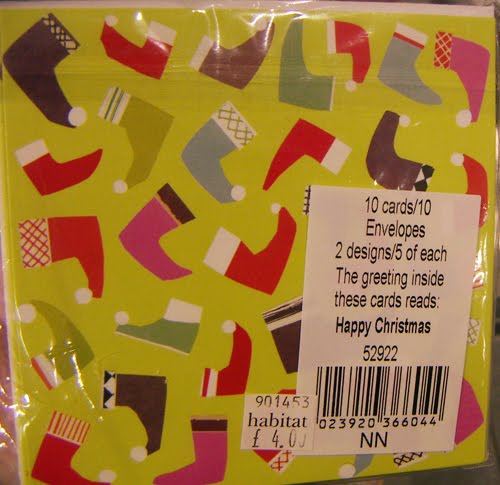 10 cards/10
Envelopes
2 designs/5 of each
The greeting inside
these cards reads:
Happy Christmas
52922
023920 366044
NN
901453
habitat
£ 4.00